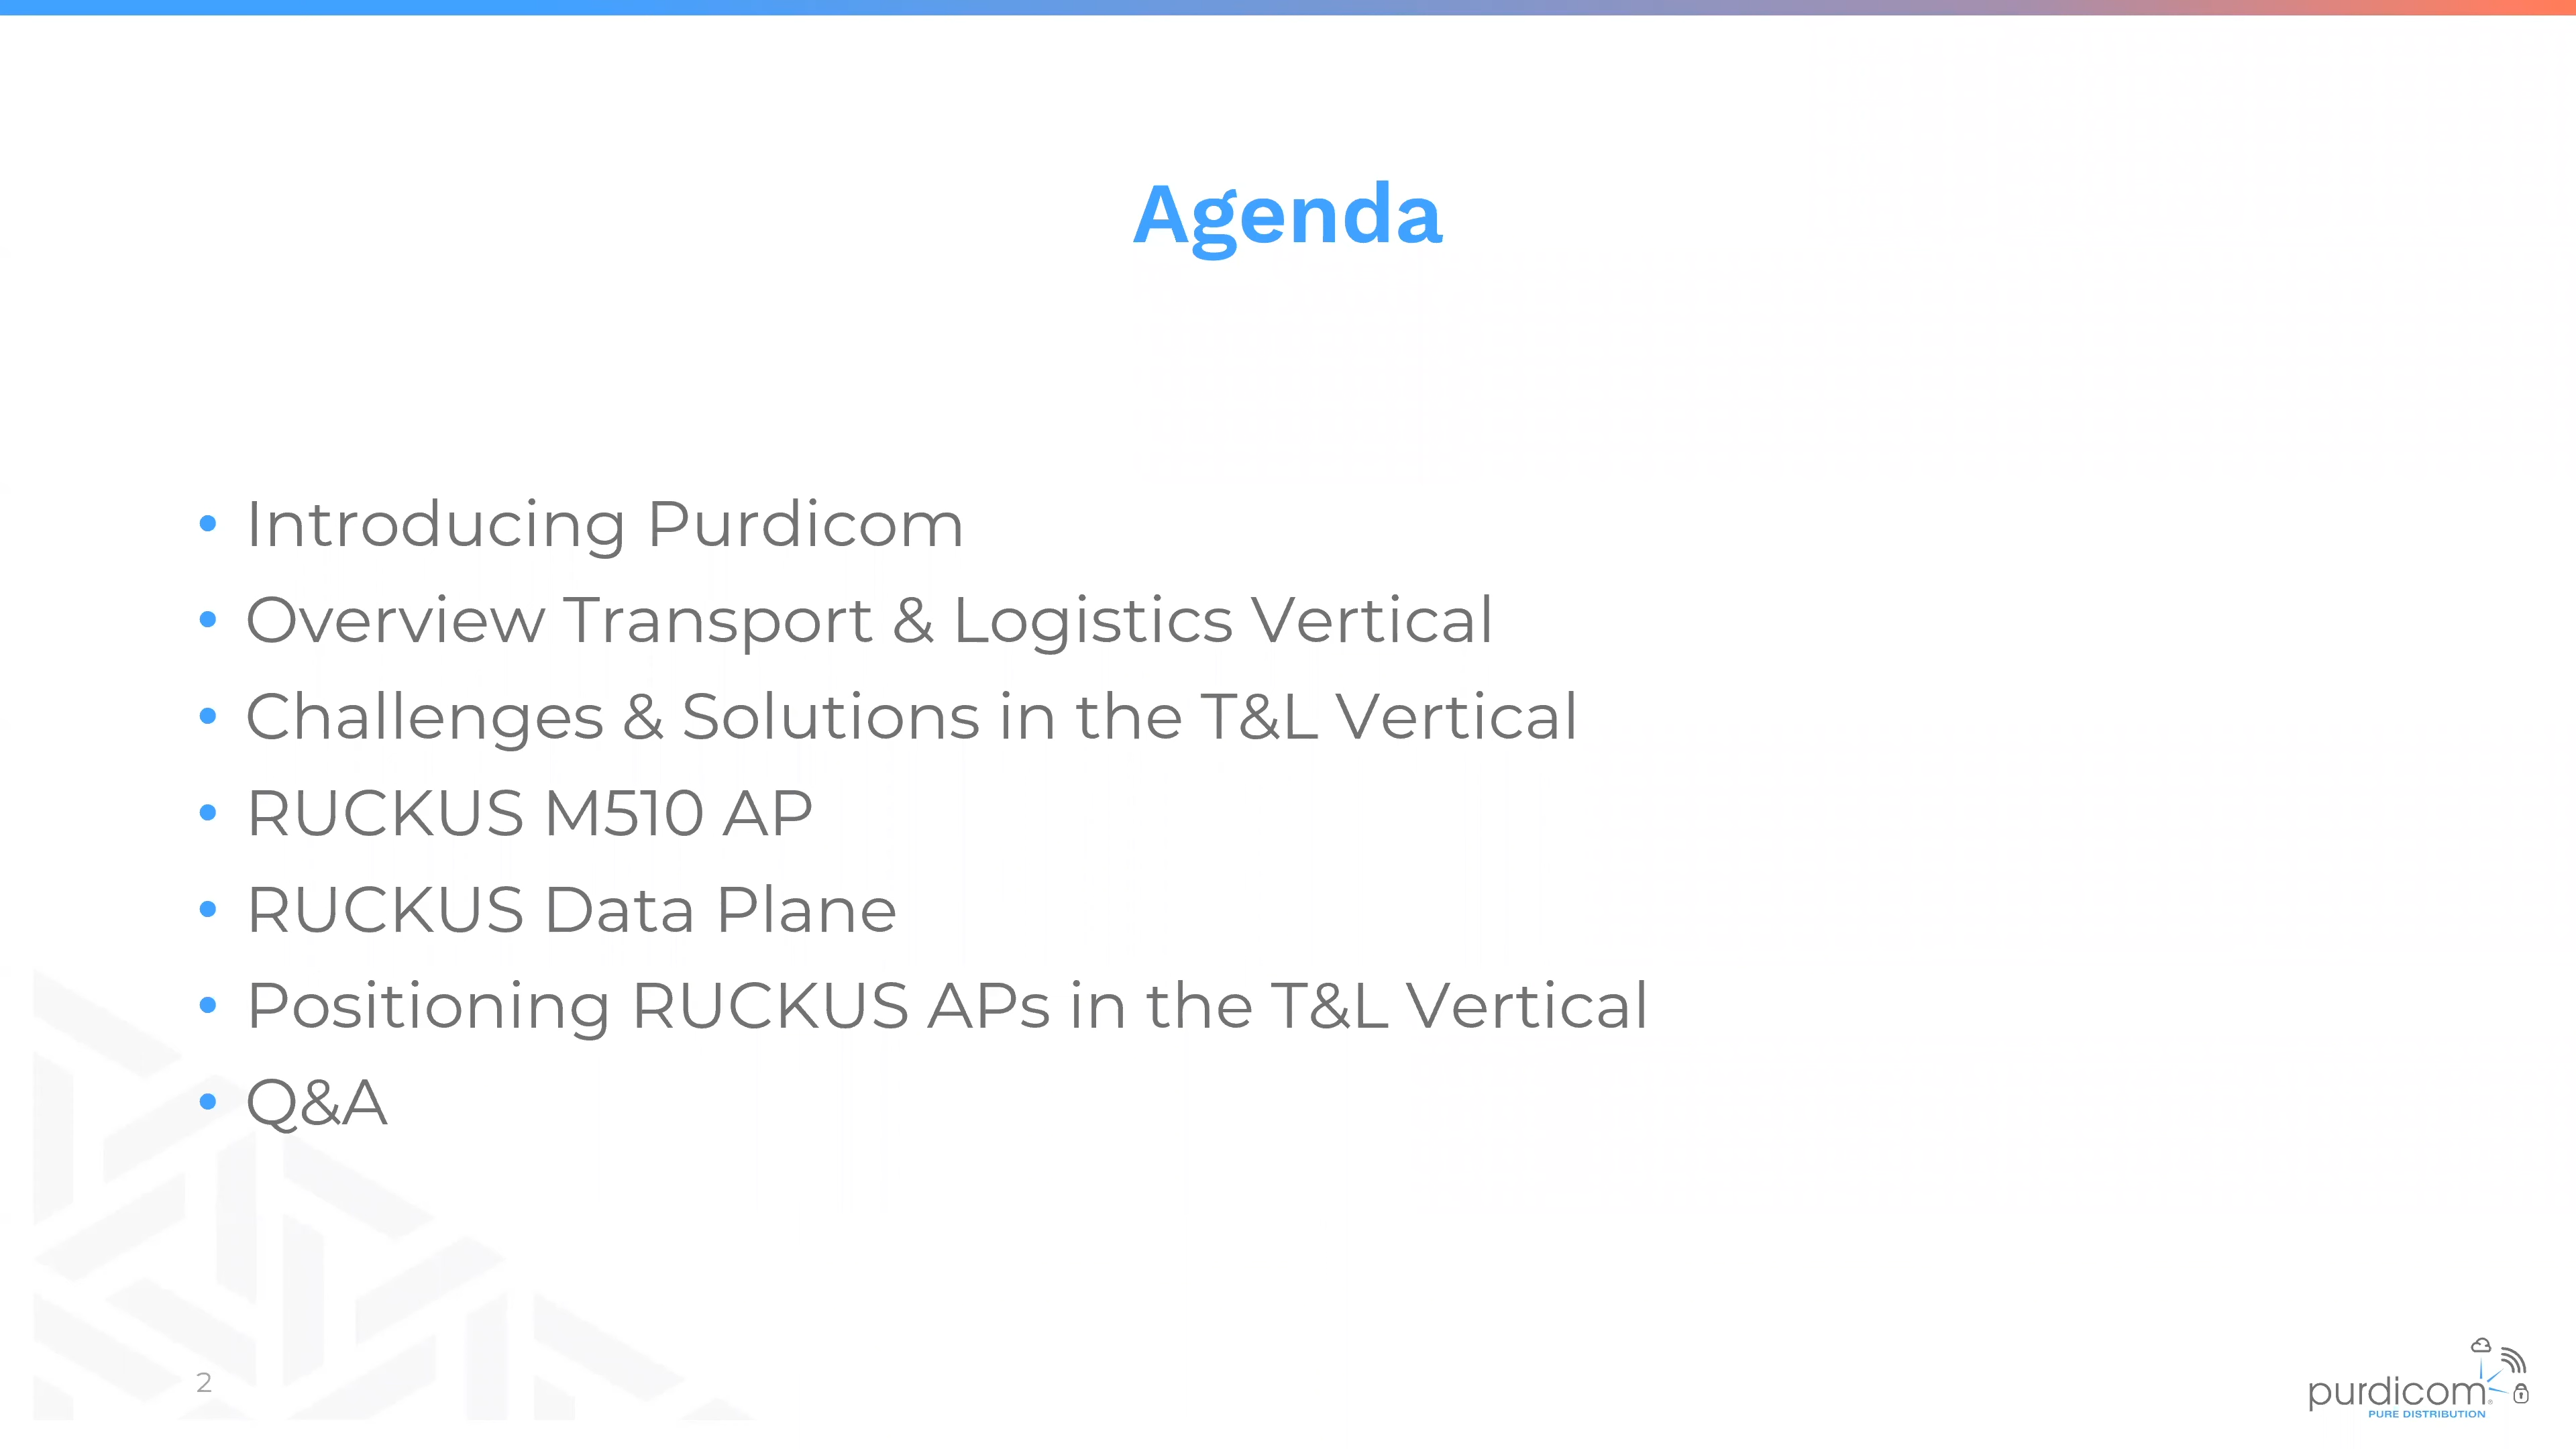 Agenda
• Introducing Purdicom
• Overview Transport & Logistics Vertical
• Challenges & Solutions in the T&L Vertical
• RUCKUS M510 AP
• RUCKUS Data Plane
• Positioning RUCKUS APs in the T&L Vertical
• Q&A
2
purdicom®
PURE DISTRIBUTION